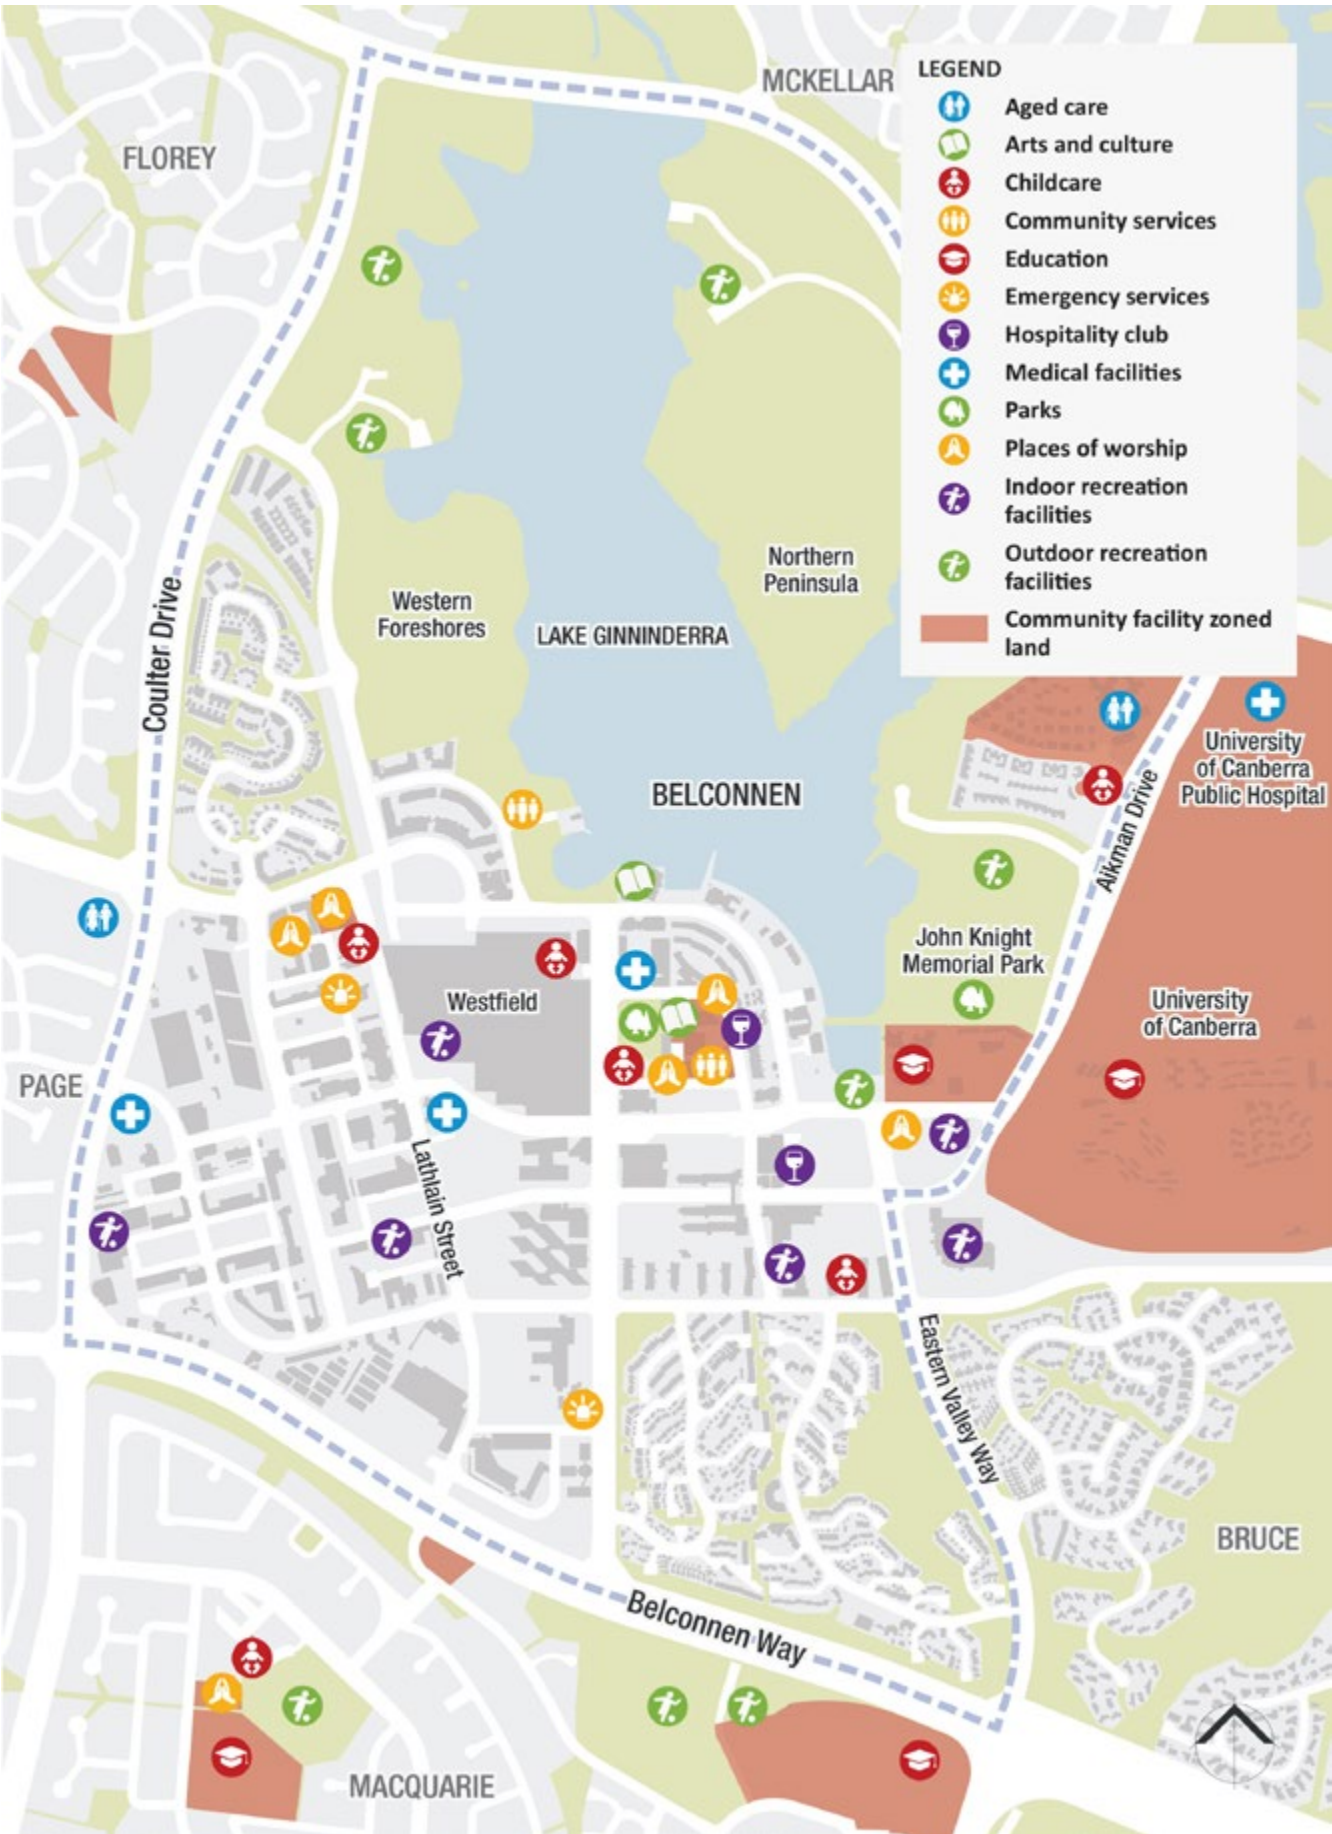 MCKELLAR
FLOREY
LEGEND
Aged care
Arts and culture
Childcare
Community services
Education
Emergency services
Hospitality club
Medical facilities
Parks
Places of worship
Indoor recreation
facilities
Outdoor recreation
facilities
Community facility zoned
land
Northern
Peninsula
Western
Foreshores
LAKE GINNINDERRA
Coulter Drive
University
of Canberra
Public Hospital
BELCONNEN
Aikman Drive
John Knight
Memorial Park
Westfield
University
of Canberra
PAGE
Lathlain Street
Eastern Valley Way
BRUCE
Belconnen Way
MACQUARIE